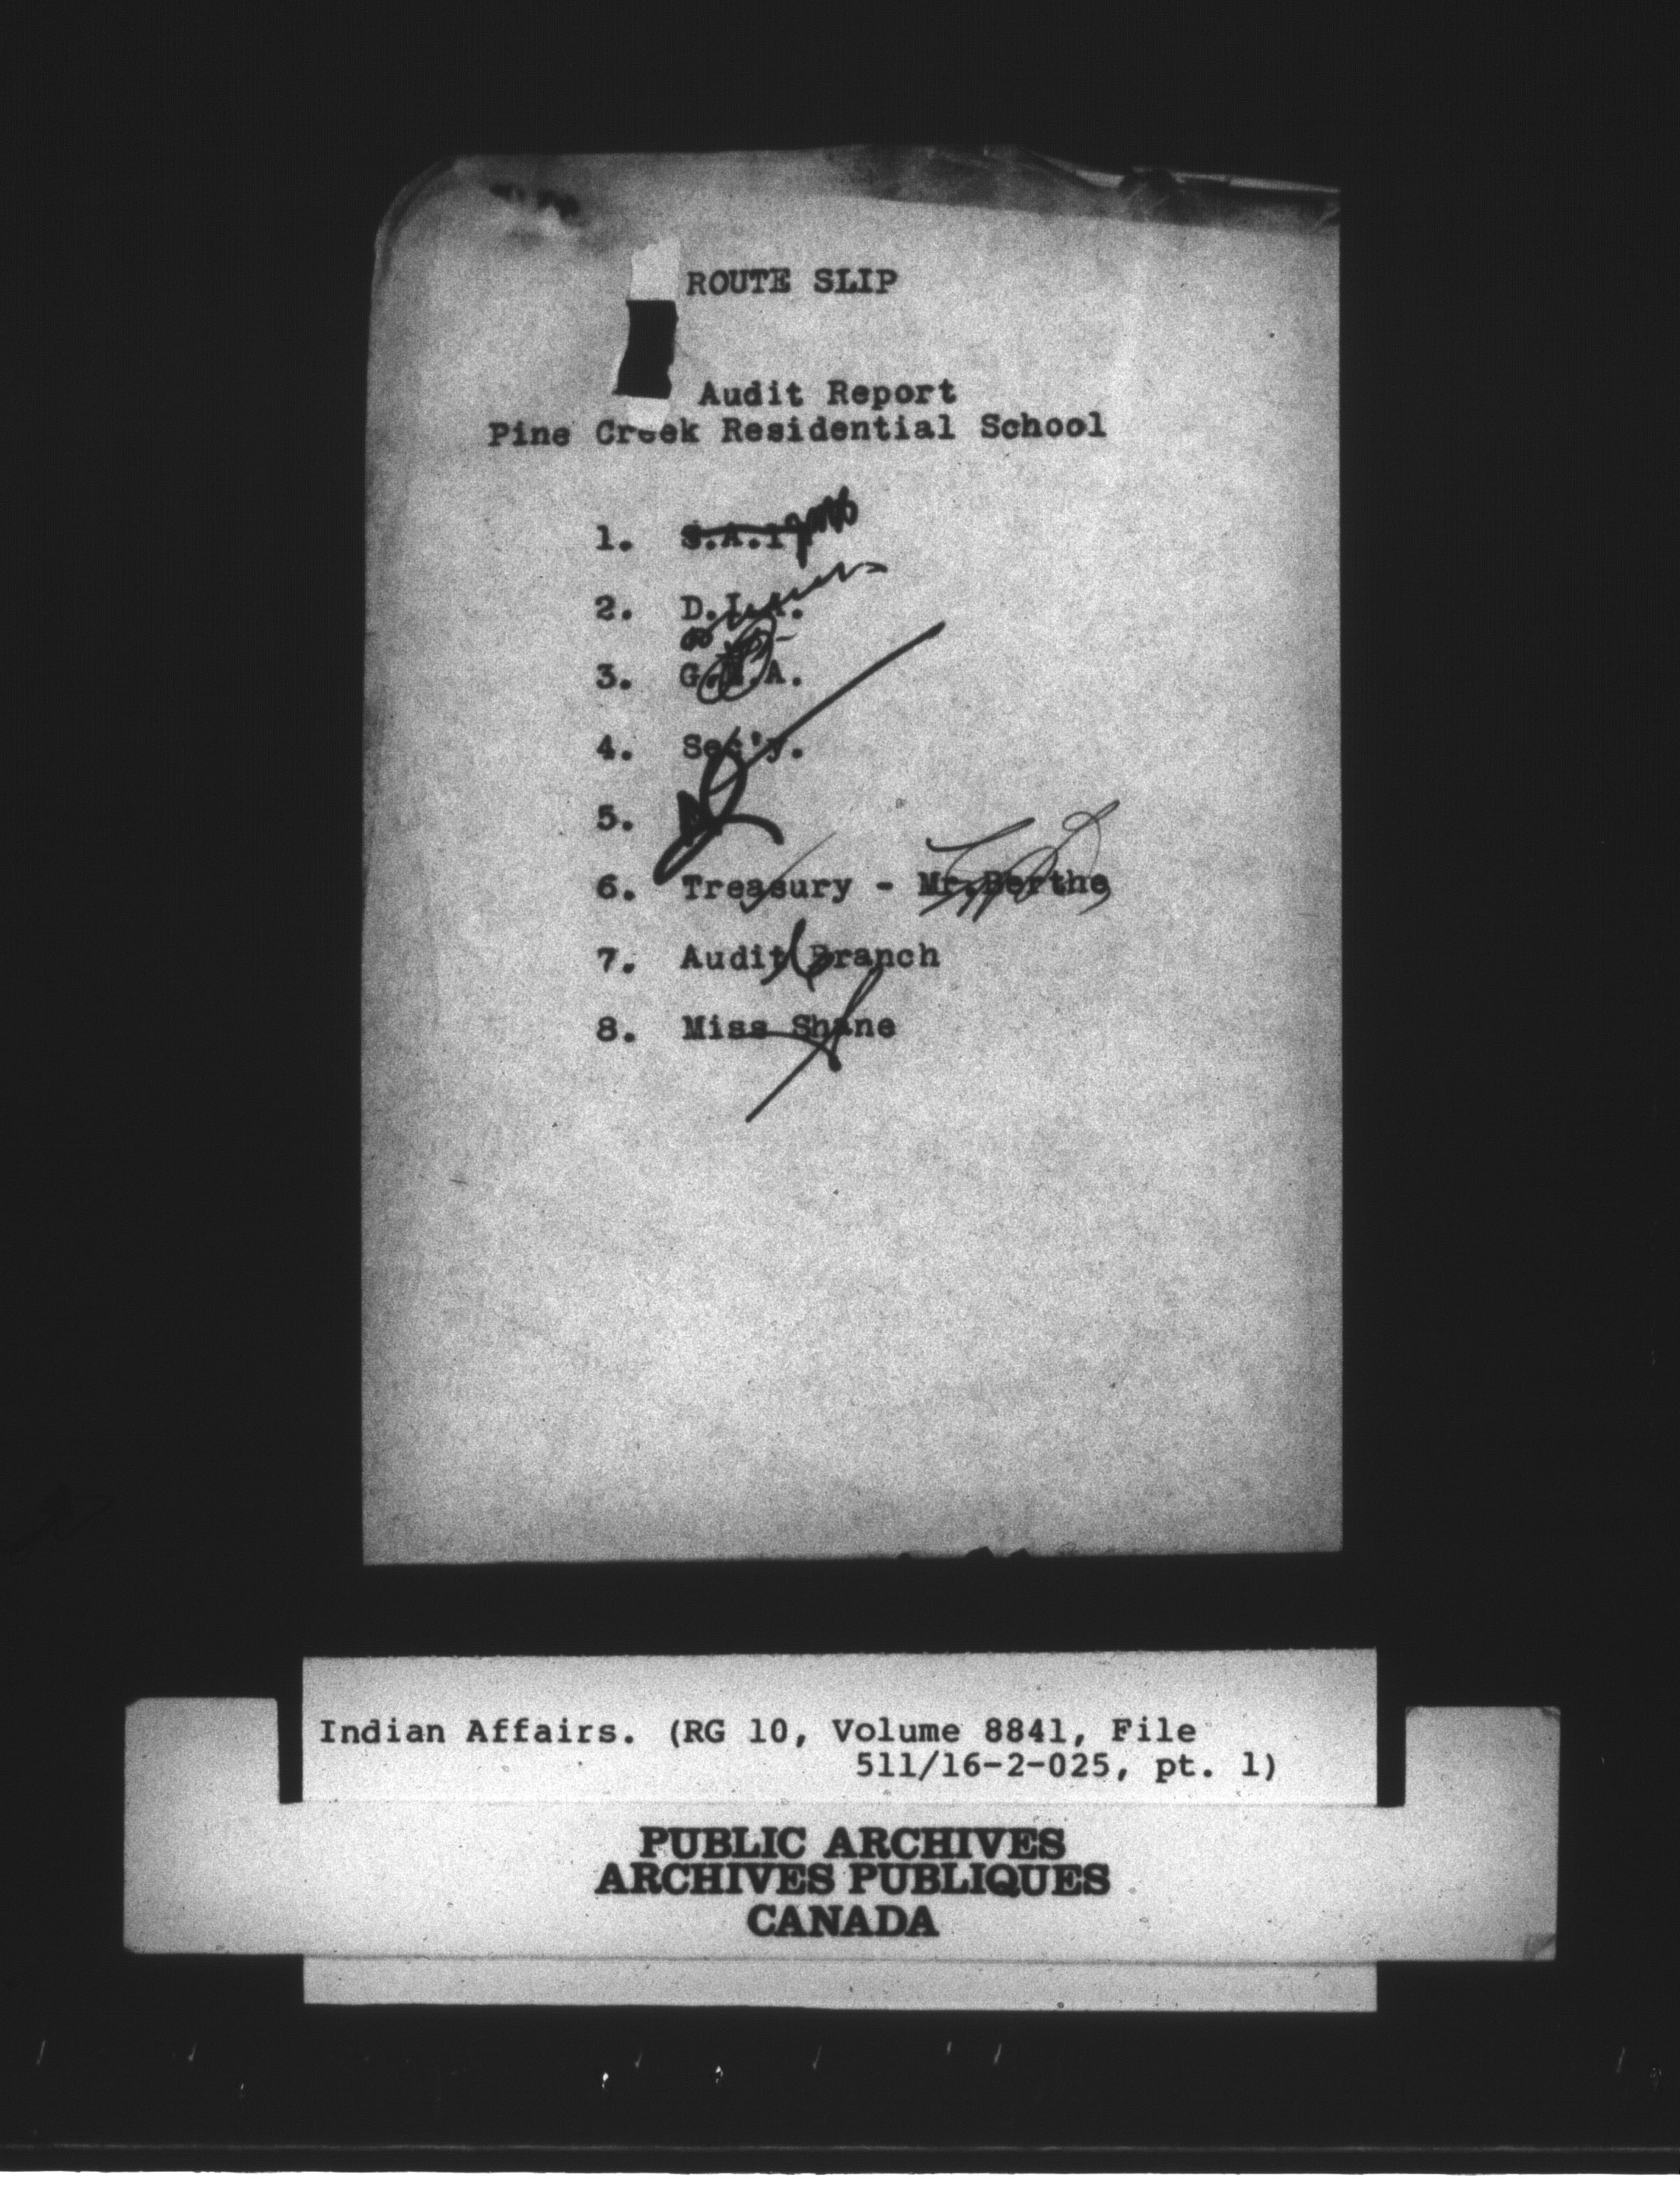 ROUTE SLIP
Audit Report
Pine Creek Residential School
1. S.A.I.
2. D.I.A.
3. G.E.A.
4. Sec'y.
5.
6. Treasury - Mr. Berthe
7. Audit Branch
8. Miss Shane
Indian Affairs. (RG 10, Volume 8841, File
511/16-2-025, pt. 1)
PUBLIC ARCHIVES
ARCHIVES PUBLIQUES
CANADA